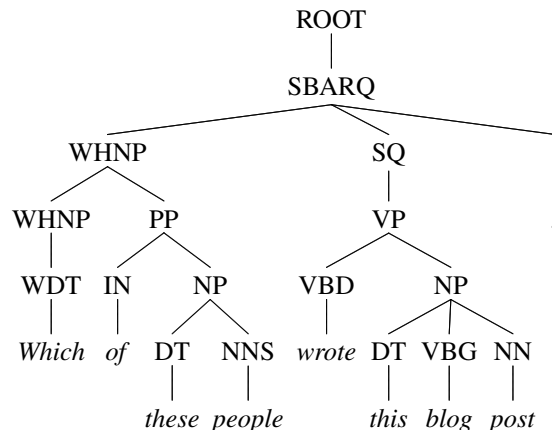 ROOT
SBARQ
WHNP SQ
WHNP PP VP
WDT IN NP VBD NP
Which of DT NNS wrote DT VBG NN
these people this blog post